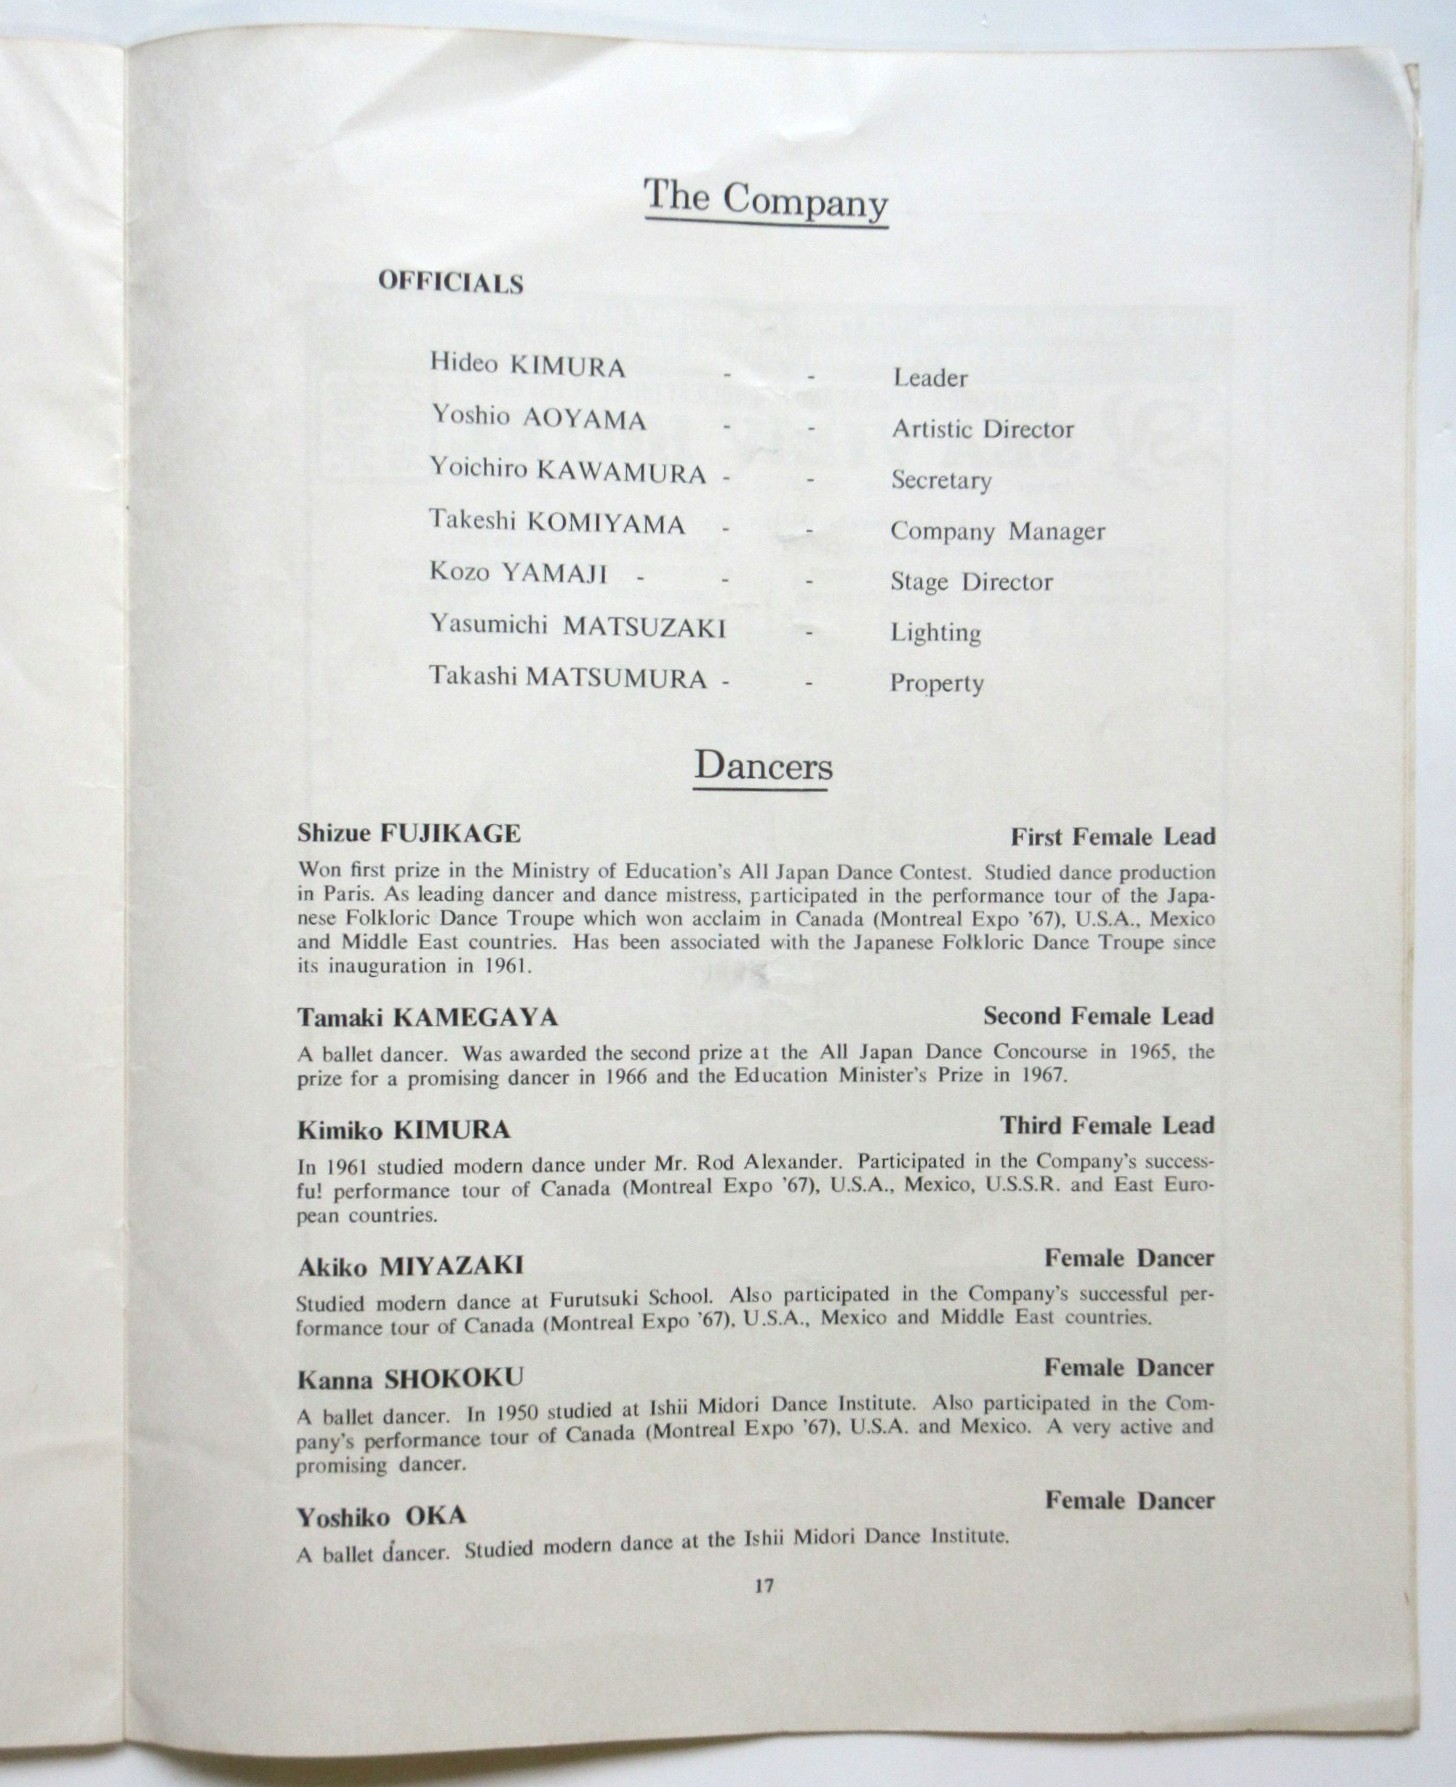 The Company
OFFICIALS
Hideo KIMURA - - Leader
Yoshio AOYAMA - - Artistic Director
Yoichiro KAWAMURA - - Secretary
Takeshi KOMIYAMA - - Company Manager
Kozo YAMAJI - - - Stage Director
Yasumichi MATSUZAKI - Lighting
Takashi MATSUMURA - - Property
Dancers
Shizue FUJIKAGE First Female Lead
Won first prize in the Ministry of Education's All Japan Dance Contest. Studied dance production
in Paris. As leading dancer and dance mistress, participated in the performance tour of the Japa-
nese Folkloric Dance Troupe which won acclaim in Canada (Montreal Expo '67), U.S.A., Mexico
and Middle East countries. Has been associated with the Japanese Folkloric Dance Troupe since
its inauguration in 1961.
Tamaki KAMEGAYA Second Female Lead
A ballet dancer. Was awarded the second prize at the All Japan Dance Concourse in 1965, the
prize for a promising dancer in 1966 and the Education Minister's Prize in 1967.
Kimiko KIMURA Third Female Lead
In 1961 studied modern dance under Mr. Rod Alexander. Participated in the Company's success-
fu! performance tour of Canada (Montreal Expo '67), U.S.A., Mexico, U.S.S.R. and East Euro-
pean countries.
Akiko MIYAZAKI Female Dancer
Studied modern dance at Furutsuki School. Also participated in the Company's successful per-
formance tour of Canada (Montreal Expo '67), U.S.A., Mexico and Middle East countries.
Kanna SHOKOKU Female Dancer
A ballet dancer. In 1950 studied at Ishii Midori Dance Institute. Also participated in the Com-
pany's performance tour of Canada (Montreal Expo '67), U.S.A. and Mexico. A very active and
promising dancer.
Yoshiko OKA Female Dancer
A ballet dancer. Studied modern dance at the Ishii Midori Dance Institute.
17